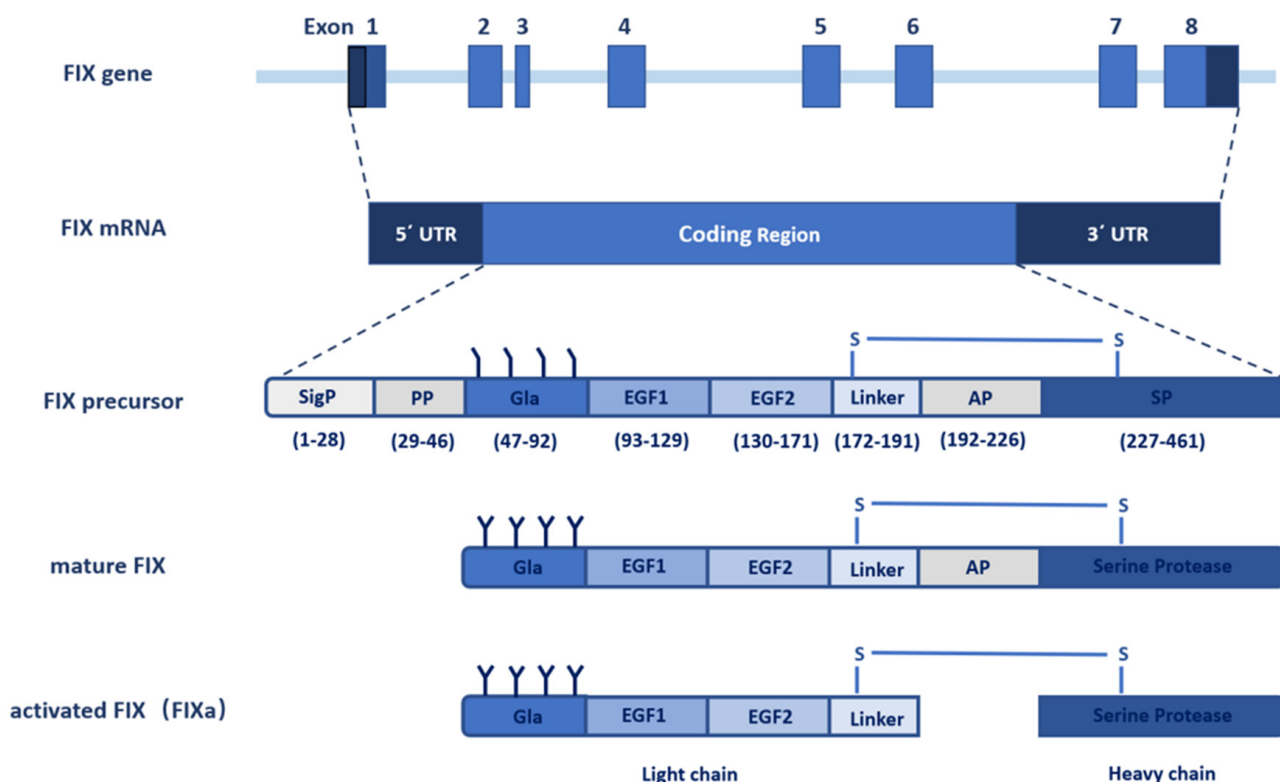 Exon 1 2 3 4 5 6 7 8
FIX gene
FIX mRNA
5´ UTR Coding Region 3´ UTR
S S
FIX precursor
SigP PP Gla EGF1 EGF2 Linker AP SP
(1-28) (29-46) (47-92) (93-129) (130-171) (172-191) (192-226) (227-461)
S S
mature FIX
Gla EGF1 EGF2 Linker AP Serine Protease
S S
activated FIX (FIXa)
Gla EGF1 EGF2 Linker Serine Protease
Light chain Heavy chain